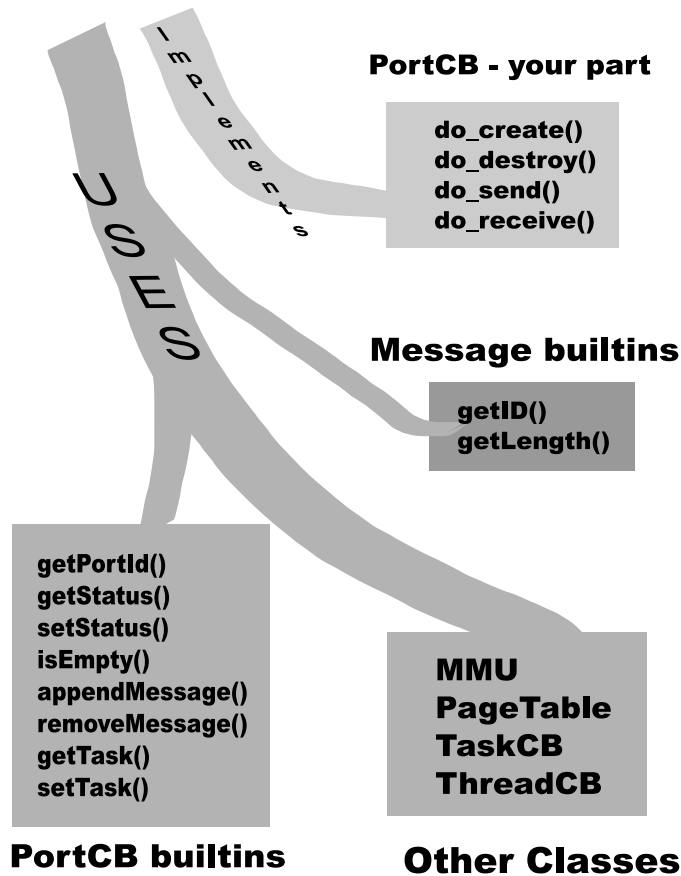 Implements
PortCB - your part
do_create()
do_destroy()
do_send()
do_receive()
USES
Message builtins
getID()
getLength()
getPortId()
getStatus()
setStatus()
isEmpty()
appendMessage()
removeMessage()
getTask()
setTask()
PortCB builtins
MMU
PageTable
TaskCB
ThreadCB
Other Classes